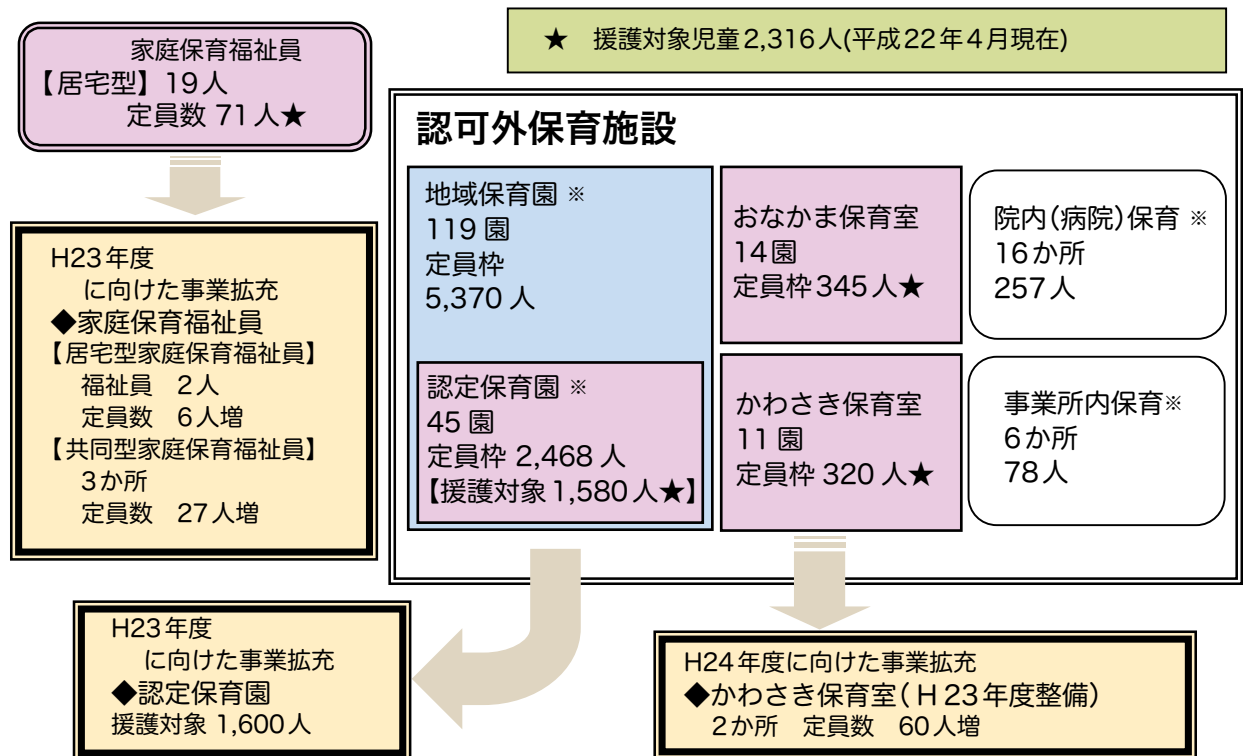 家庭保育福祉員
【居宅型】19人
定員数 71人★
★ 援護対象児童2,316人(平成22年4月現在)
H23年度
に向けた事業拡充
◆家庭保育福祉員
【居宅型家庭保育福祉員】
福祉員 2人
定員数 6人増
【共同型家庭保育福祉員】
3か所
定員数 27人増
認可外保育施設
地域保育園 ※
119 園
定員枠
5,370 人
認定保育園 ※
45 園
定員枠 2,468 人
【援護対象1,580人★】
おなかま保育室
14園
定員枠345人★
かわさき保育室
11 園
定員枠 320 人★
院内(病院)保育 ※
16か所
257人
事業所内保育※
6か所
78人
H23年度
に向けた事業拡充
◆認定保育園
援護対象 1,600人
H24年度に向けた事業拡充
◆かわさき保育室(H 23年度整備)
2か所 定員数 60人増